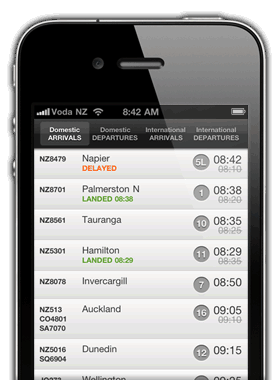 Voda NZ 8:42 AM
Domestic ARRIVALS
Domestic DEPARTURES
International ARRIVALS
International DEPARTURES
NZ8479 Napier 5L 08:42
DELAYED 08:10
NZ8701 Palmerston N 1 08:38
LANDED 08:38 08:20
NZ8561 Tauranga 10 08:35
08:25
NZ5301 Hamilton 11 08:29
LANDED 08:29 08:35
NZ8078 Invercargill 7 08:50
NZ513 Auckland 16 09:05
CO4801 09:10
SA7070
NZ5016 Dunedin 12 09:15
SQ6904
Wellington